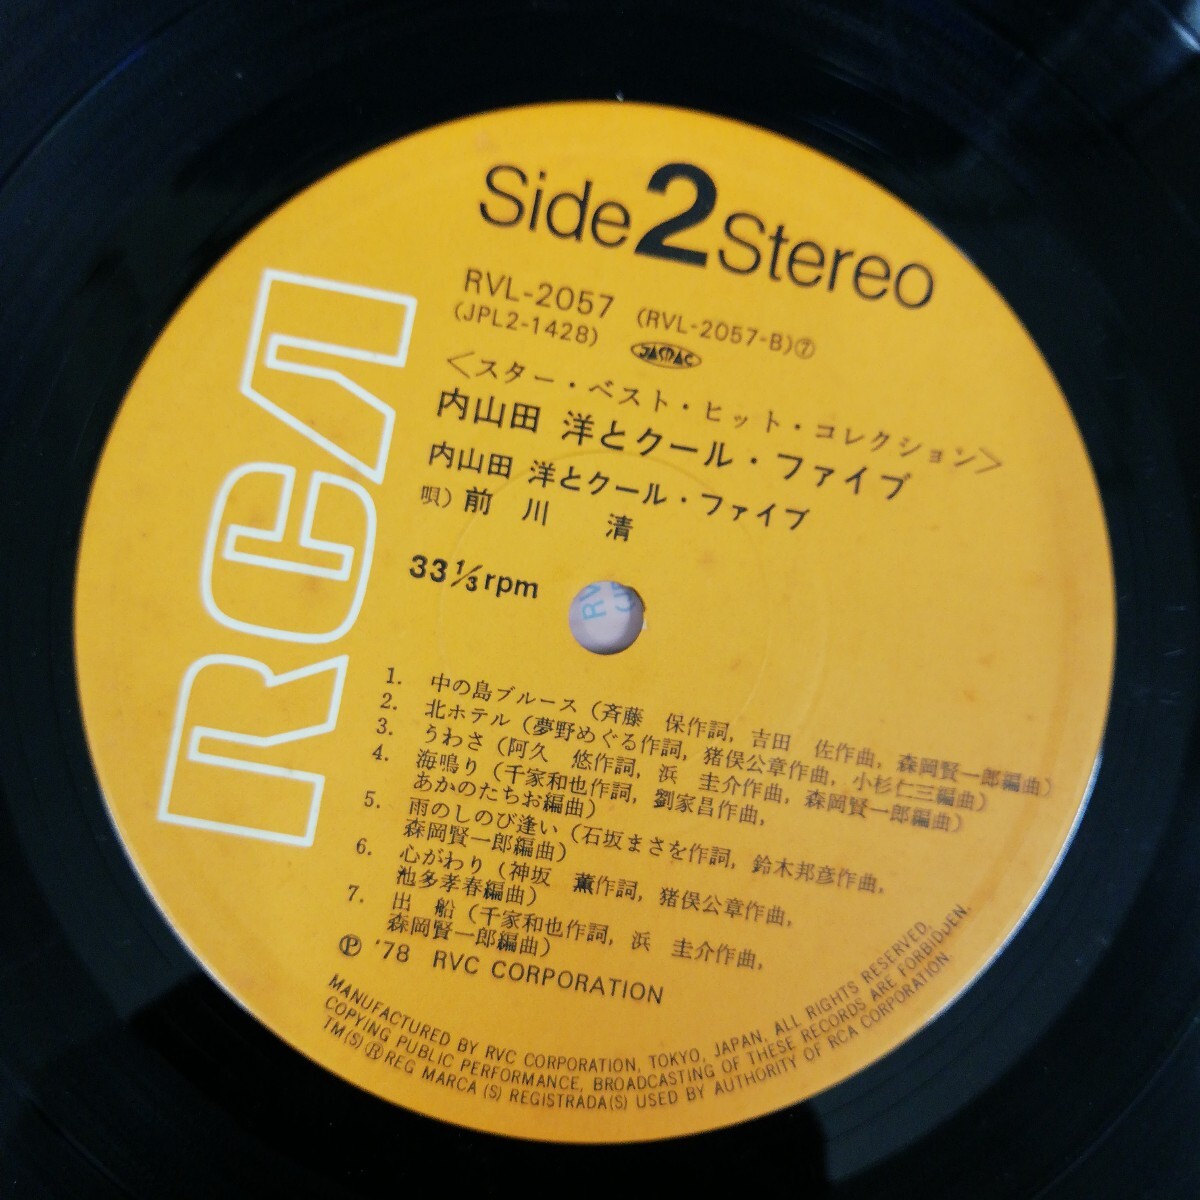 Side 2 Stereo
RCA
RVL-2057 (RVL-2057-B)⑦
(JPL2-1428) JASRAC
<スター・ベスト・ヒット・コレクション>
内山田 洋とクール・ファイブ
内山田 洋とクール・ファイブ
唄) 前川 清
33 1/3 rpm
1. 中の島ブルース (斉藤 保作詞, 吉田 佐作曲, 森岡賢一郎編曲)
2. 北ホテル (夢野めぐる作詞, 猪俣公章作曲, 小杉仁三編曲)
3. うわさ (阿久 悠作詞, 浜 圭介作曲, 森岡賢一郎編曲)
4. 海鳴り (千家和也作詞, 劉家昌作曲,
あかのたちお編曲)
5. 雨のしのび逢い (石坂まさを作詞, 鈴木邦彦作曲,
森岡賢一郎編曲)
6. 心がわり (神坂 薫作詞, 猪俣公章作曲,
池多孝春編曲)
7. 出船 (千家和也作詞, 浜 圭介作曲,
森岡賢一郎編曲)
Ⓟ '78 RVC CORPORATION
MANUFACTURED BY RVC CORPORATION, TOKYO, JAPAN. ALL RIGHTS RESERVED.
COPYING PUBLIC PERFORMANCE, BROADCASTING OF THESE RECORDS ARE FORBIDDEN.
TM(S) ® REG MARCA (S) REGISTRADA(S) USED BY AUTHORITY OF RCA CORPORATION.